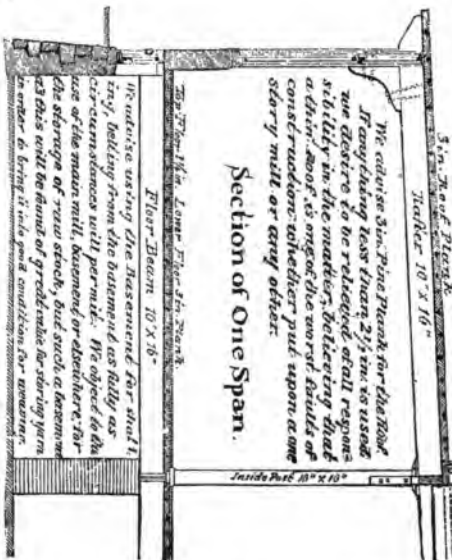 3 in. Roof Plank
Rafter 10" X 16"
We advise 3in. Pine Plank for the Roof.
If anything less than 2½ in. is used
we desire to be relieved of all respon-
sibility in the matter, believing that
a thin roof is one of the worst faults of
construction whether put upon a one
story mill or any other.
Section of One Span.
Inside Post 10" X 10"
Top Floor Lower Floor 3in Plank.
Floor Beam 10 X 16"
We advise using the Basement for shaft,
ing, belting from the basement as fully as
circumstances will permit. We object to the
use of the main mill, basement or elsewhere, for
the storage of raw stock, but such a basement
as this will be found of great value for storing yarn
in order to bring it into good condition for weaving.